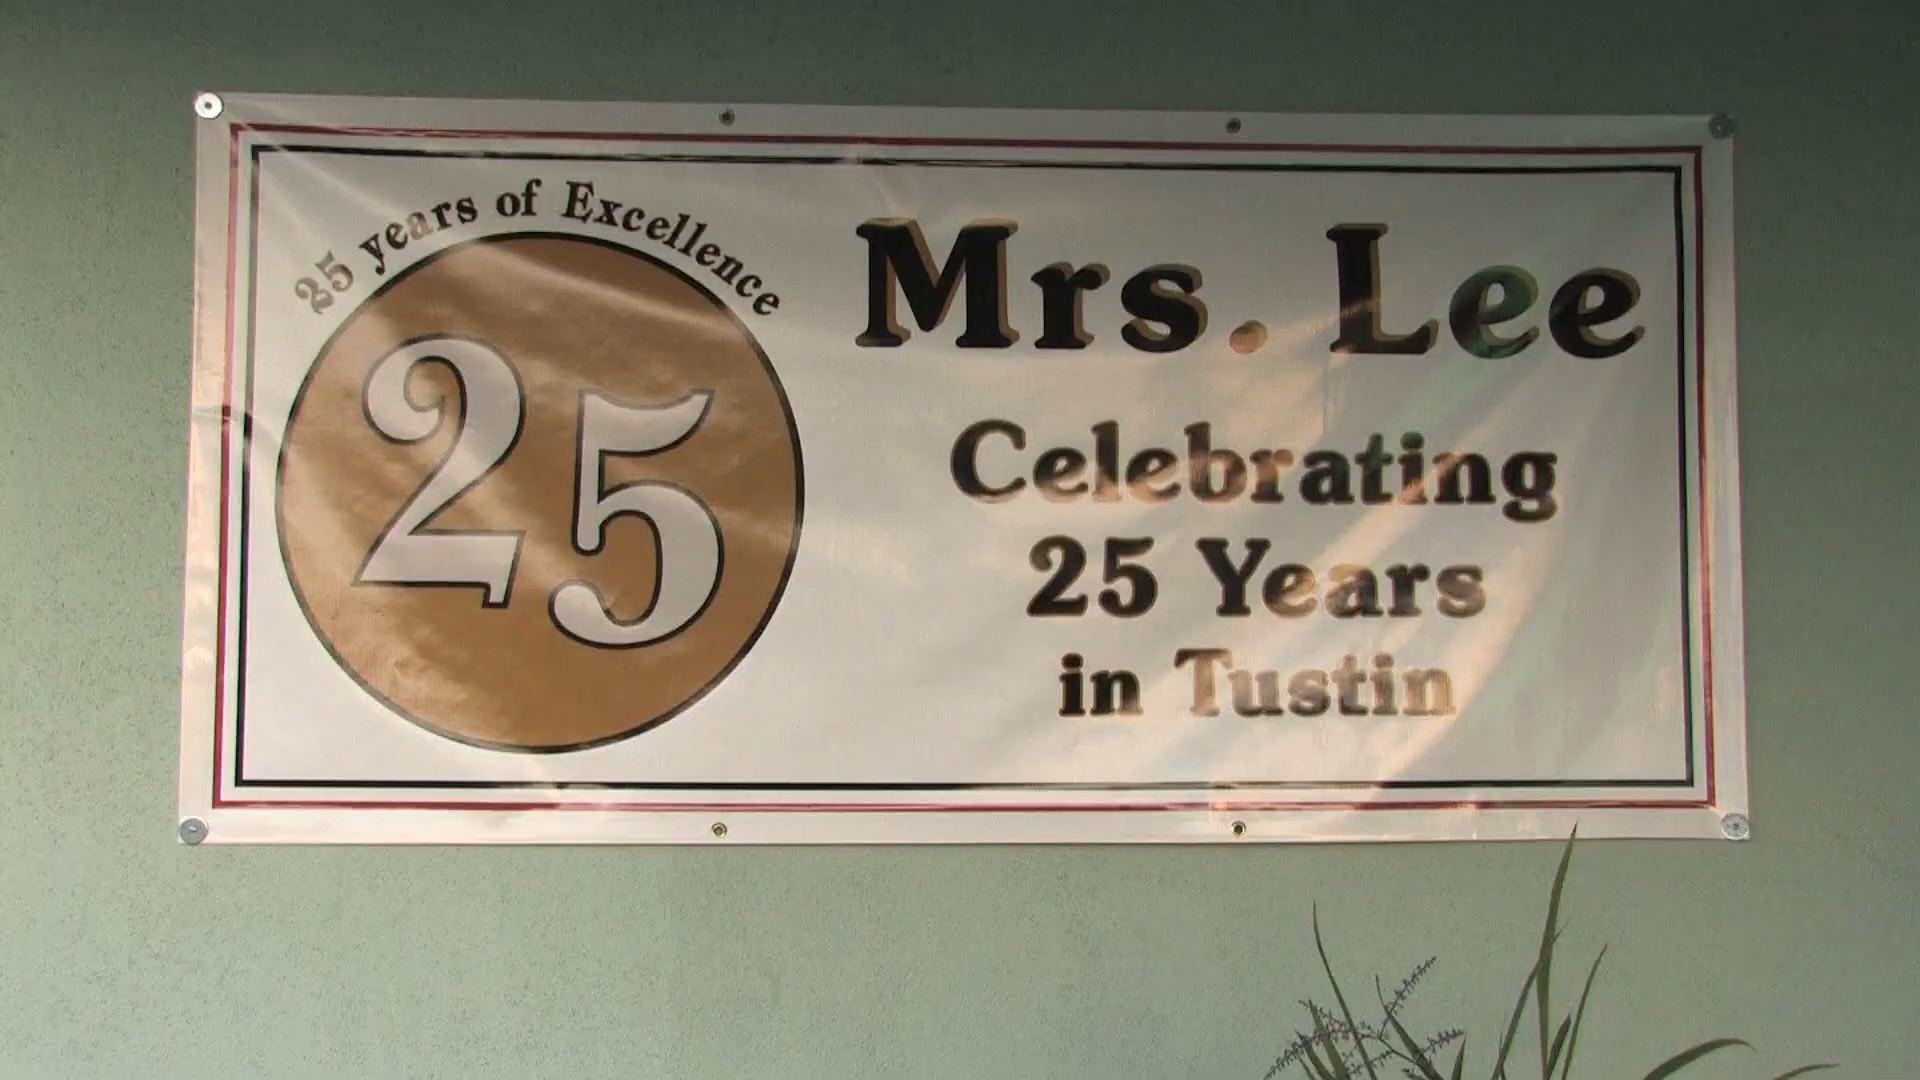 25 years of Excellence
25
Mrs. Lee
Celebrating
25 Years
in Tustin